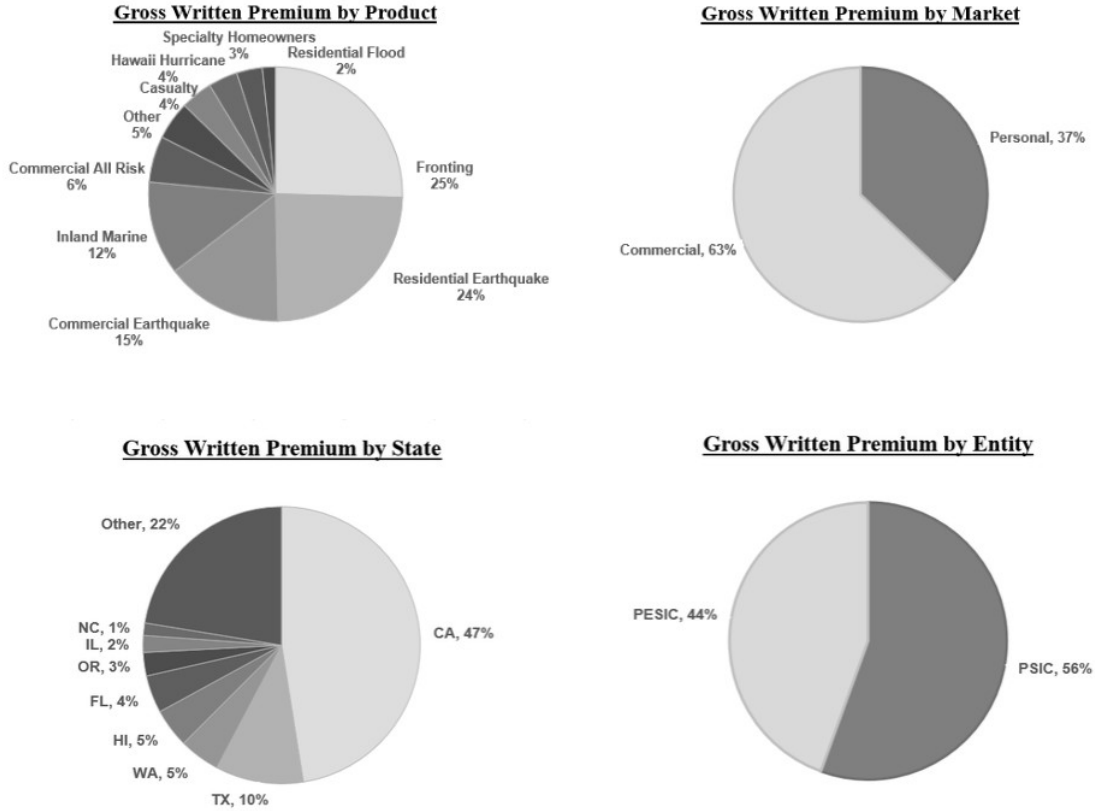 Gross Written Premium by Product
Specialty Homeowners
3%
Residential Flood
2%
Hawaii Hurricane
4%
Casualty
4%
Other
5%
Commercial All Risk
6%
Inland Marine
12%
Commercial Earthquake
15%
Fronting
25%
Residential Earthquake
24%
Gross Written Premium by Market
Personal, 37%
Commercial, 63%
Gross Written Premium by State
Other, 22%
NC, 1%
IL, 2%
OR, 3%
FL, 4%
HI, 5%
WA, 5%
TX, 10%
CA, 47%
Gross Written Premium by Entity
PESIC, 44%
PSIC, 56%